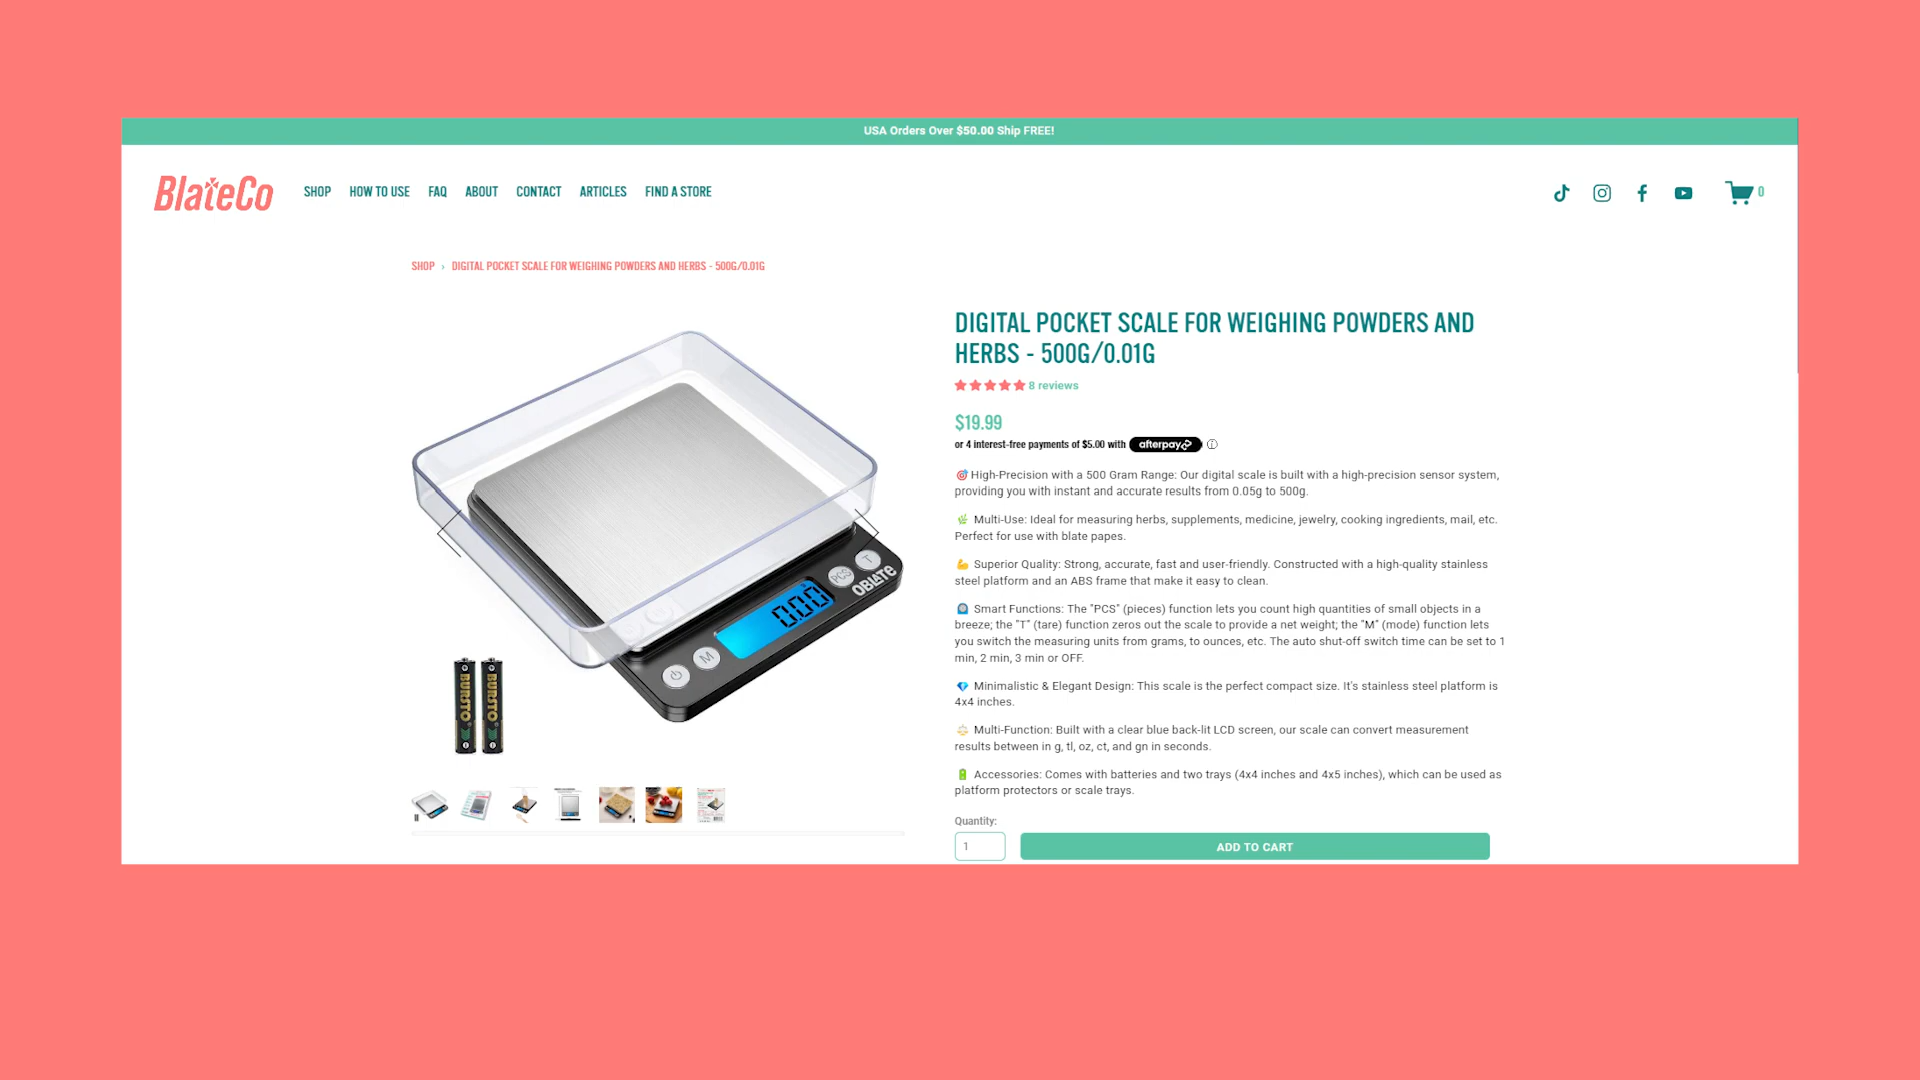 USA Orders Over $50.00 Ship FREE!
BlateCo
SHOP HOW TO USE FAQ ABOUT CONTACT ARTICLES FIND A STORE
0
SHOP › DIGITAL POCKET SCALE FOR WEIGHING POWDERS AND HERBS - 500G/0.01G
DIGITAL POCKET SCALE FOR WEIGHING POWDERS AND
HERBS - 500G/0.01G
8 reviews
$19.99
or 4 interest-free payments of $5.00 with afterpay
🎯High-Precision with a 500 Gram Range: Our digital scale is built with a high-precision sensor system,
providing you with instant and accurate results from 0.05g to 500g.
🌿 Multi-Use: Ideal for measuring herbs, supplements, medicine, jewelry, cooking ingredients, mail, etc.
Perfect for use with blate papes.
💪 Superior Quality: Strong, accurate, fast and user-friendly. Constructed with a high-quality stainless
steel platform and an ABS frame that make it easy to clean.
Smart Functions: The "PCS" (pieces) function lets you count high quantities of small objects in a
breeze; the "T" (tare) function zeros out the scale to provide a net weight; the "M" (mode) function lets
you switch the measuring units from grams, to ounces, etc. The auto shut-off switch time can be set to 1
min, 2 min, 3 min or OFF.
💎 Minimalistic & Elegant Design: This scale is the perfect compact size. It's stainless steel platform is
4x4 inches.
Multi-Function: Built with a clear blue back-lit LCD screen, our scale can convert measurement
results between in g, tl, oz, ct, and gn in seconds.
🔋 Accessories: Comes with batteries and two trays (4x4 inches and 4x5 inches), which can be used as
platform protectors or scale trays.
Quantity:
1 ADD TO CART
T
PCS
OBLATE
0.00
M
BURSTO
BURSTO